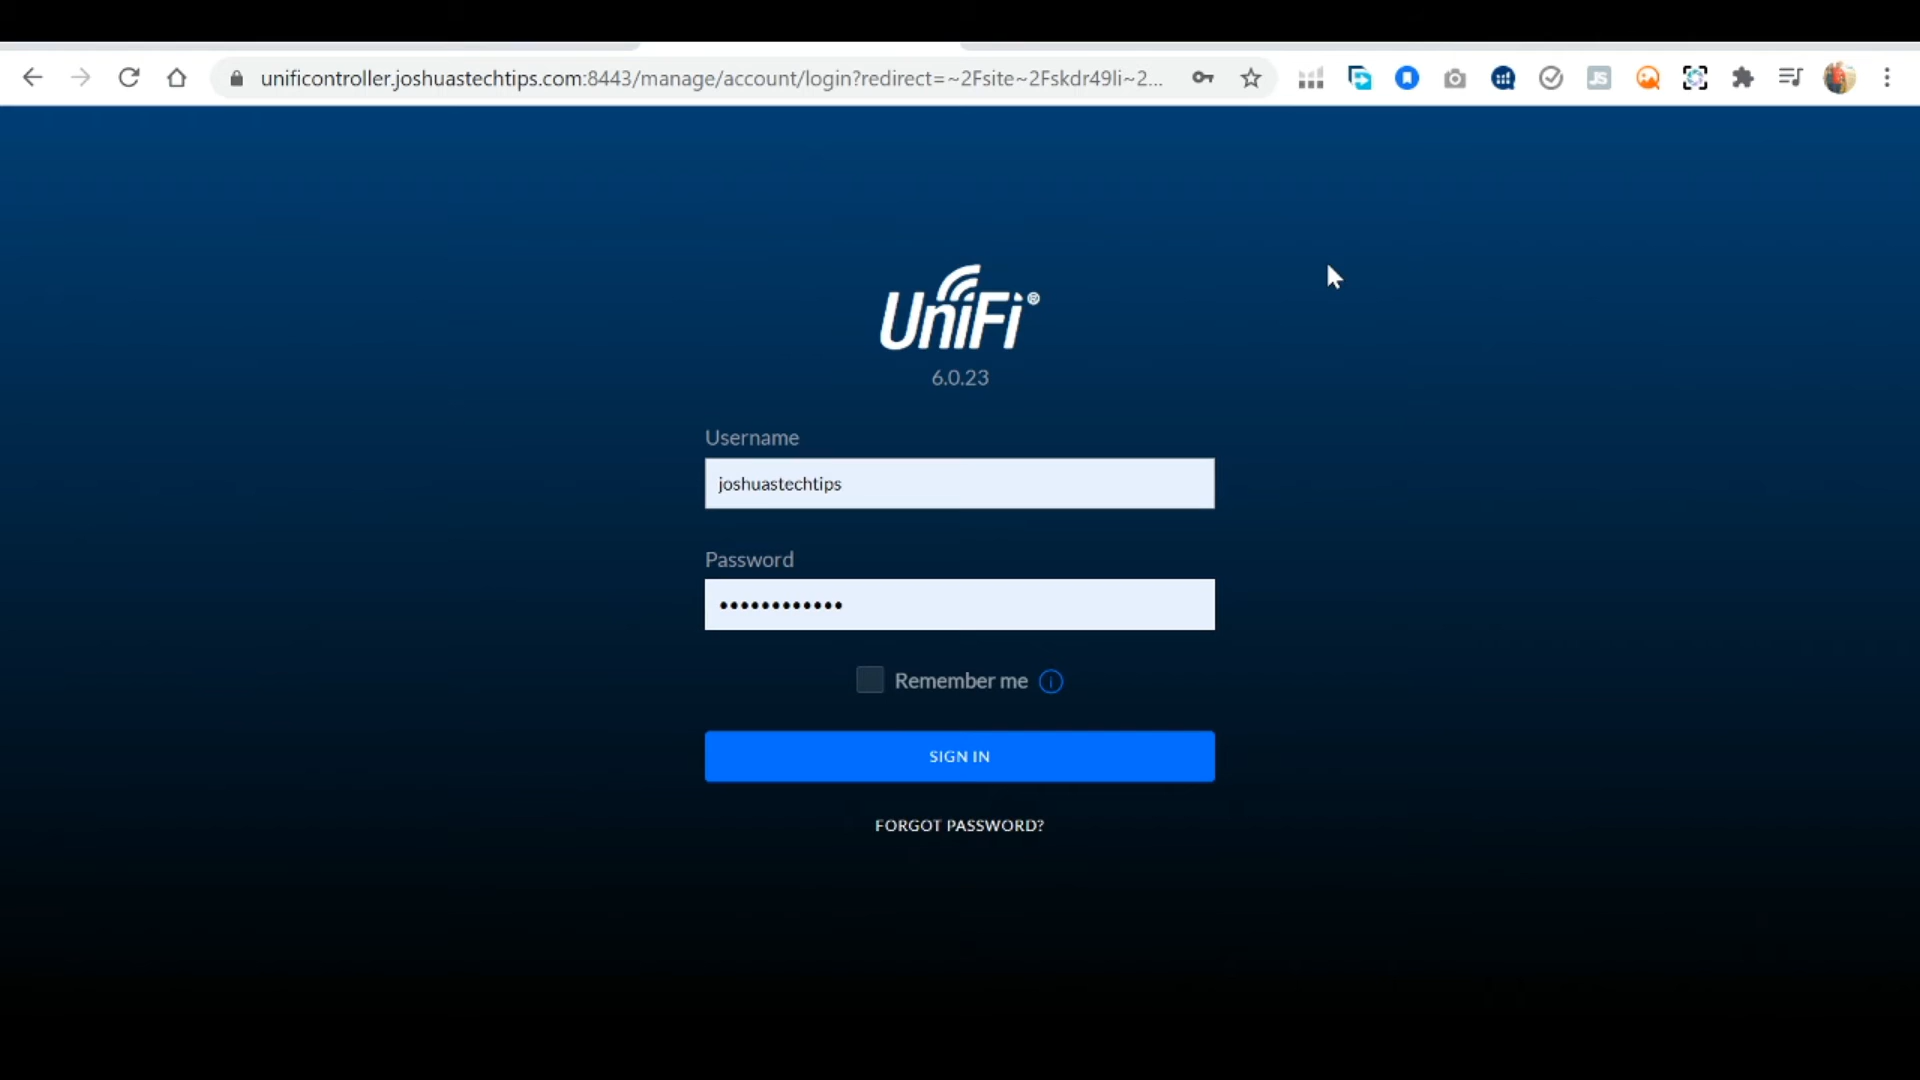 unificontroller.joshuastechtips.com:8443/manage/account/login?redirect=~2Fsite~2Fskdr49li~2...
JS
UniFi®
6.0.23
Username
joshuastechtips
Password
••••••••••••
Remember me
SIGN IN
FORGOT PASSWORD?